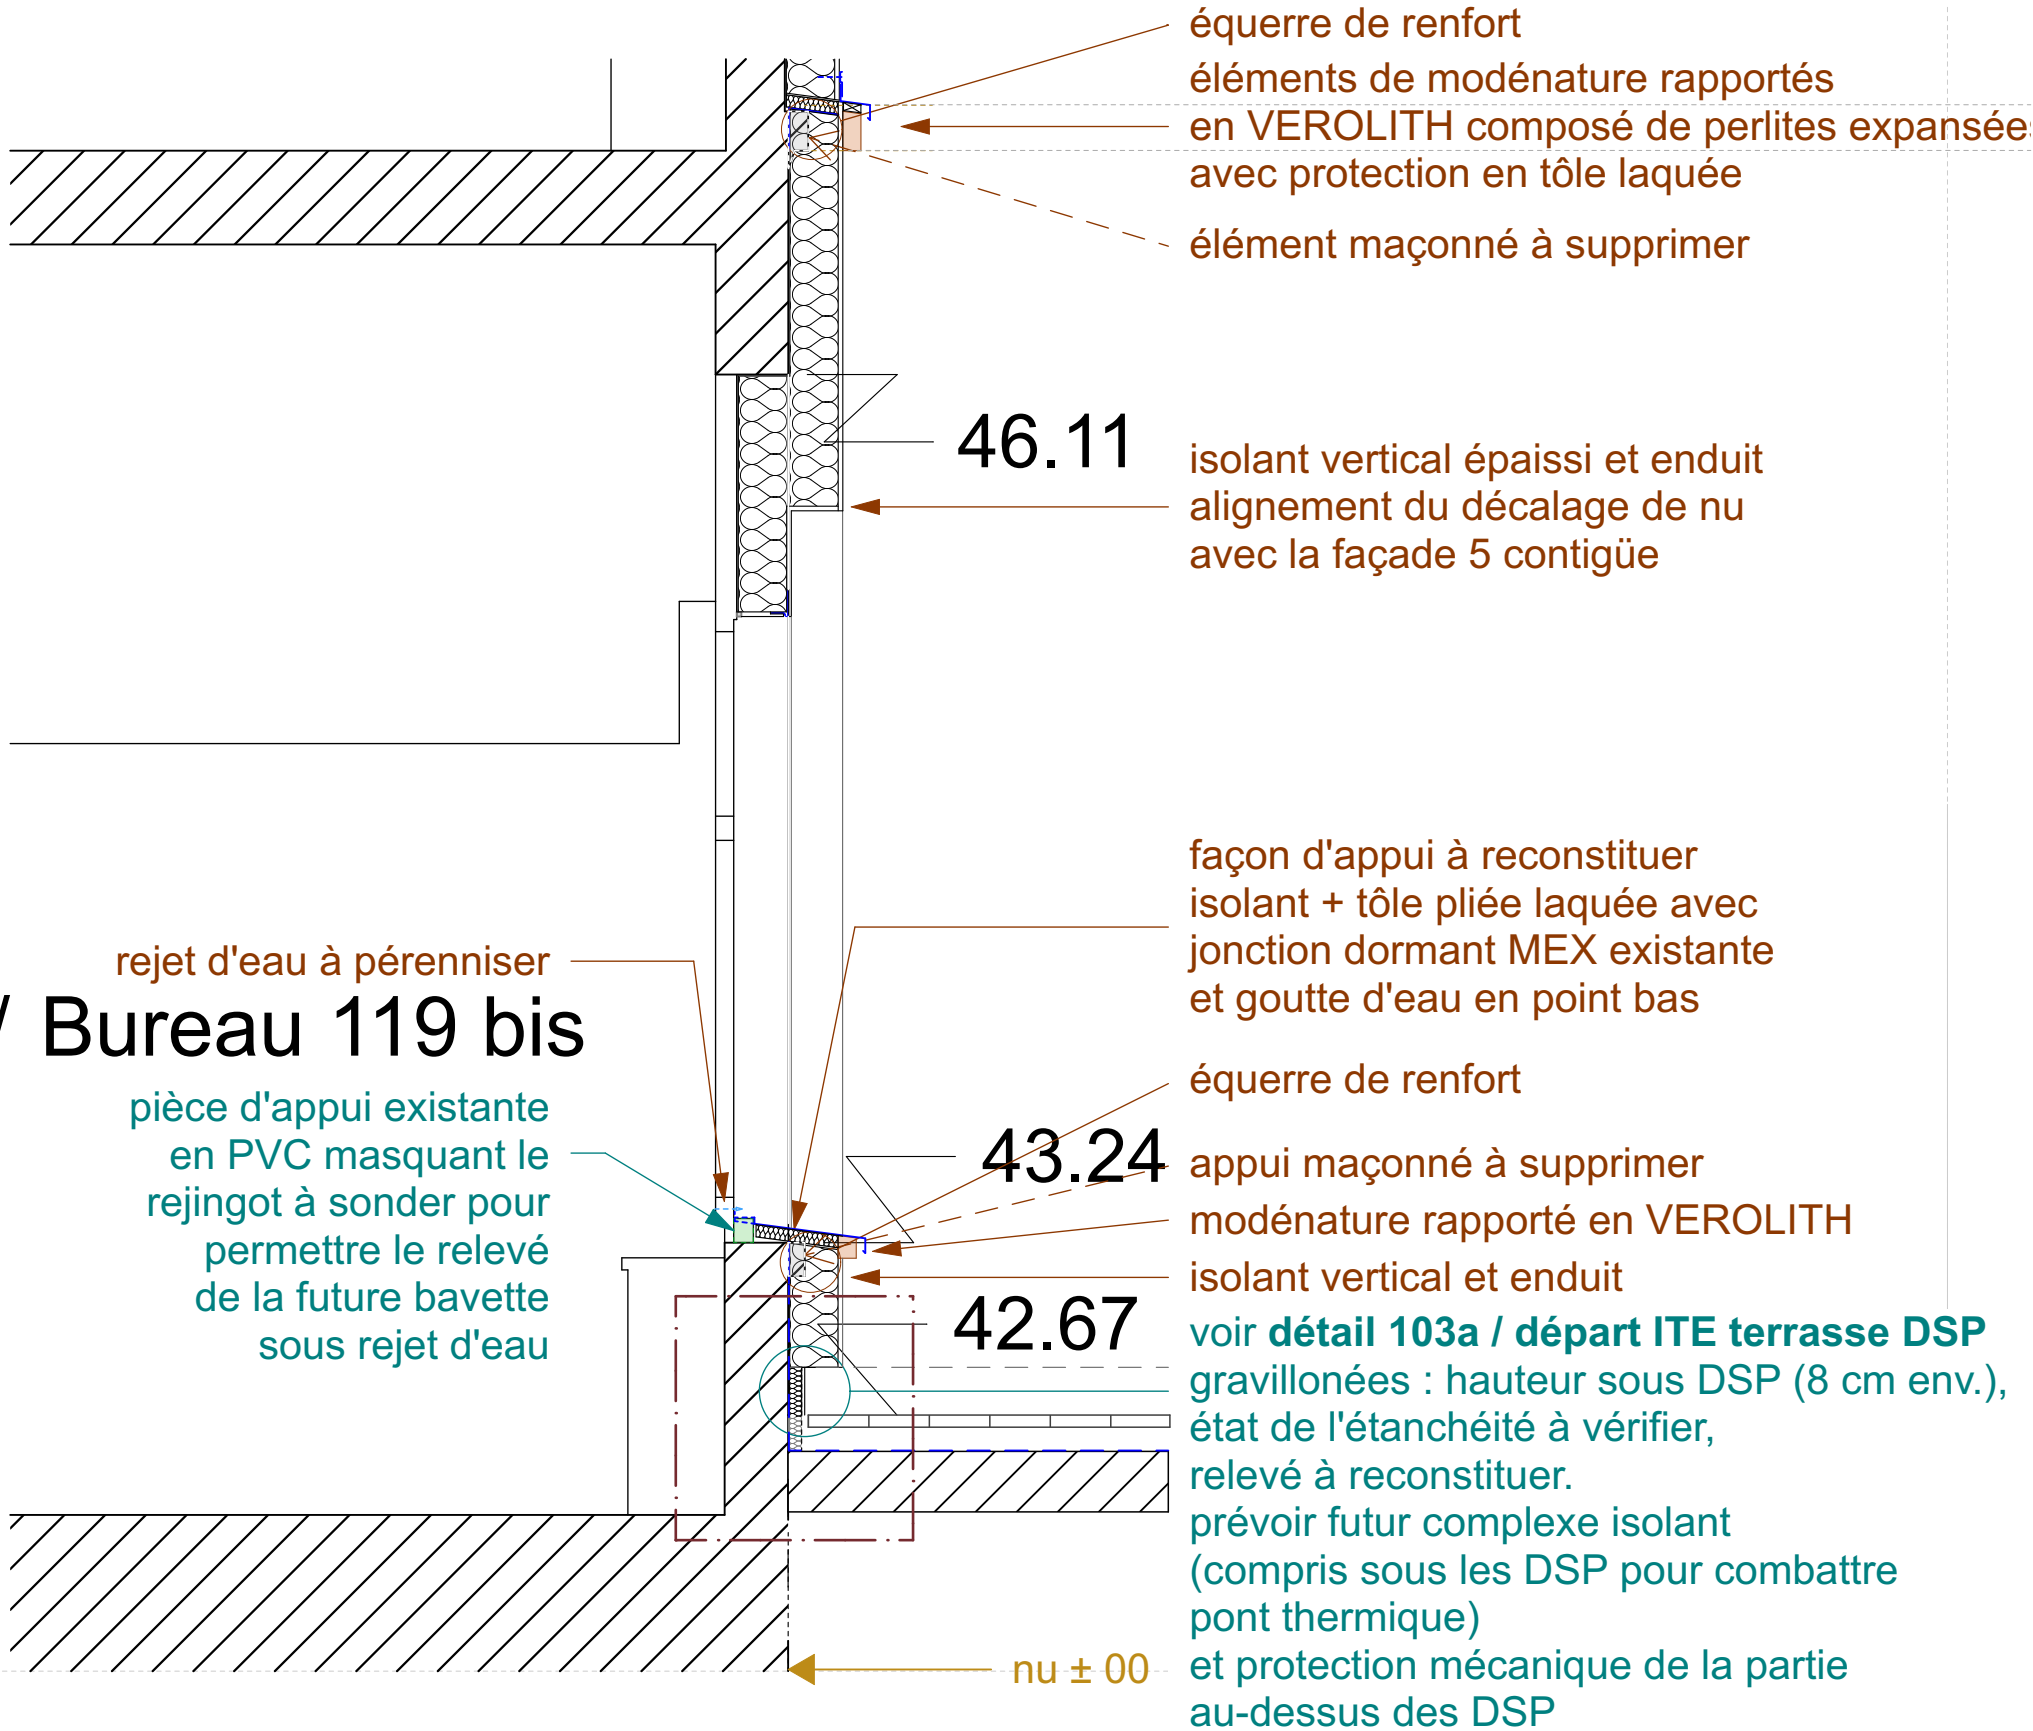 équerre de renfort
éléments de modénature rapportés
en VEROLITH composé de perlites expansées
avec protection en tôle laquée
élément maçonné à supprimer
46.11
isolant vertical épaissi et enduit
alignement du décalage de nu
avec la façade 5 contigüe
façon d'appui à reconstituer
isolant + tôle pliée laquée avec
jonction dormant MEX existante
et goutte d'eau en point bas
rejet d'eau à pérenniser
/ Bureau 119 bis
pièce d'appui existante
en PVC masquant le
rejingot à sonder pour
permettre le relevé
de la future bavette
sous rejet d'eau
équerre de renfort
43.24
appui maçonné à supprimer
modénature rapporté en VEROLITH
isolant vertical et enduit
42.67
voir détail 103a / départ ITE terrasse DSP
gravillonées : hauteur sous DSP (8 cm env.),
état de l'étanchéité à vérifier,
relevé à reconstituer.
prévoir futur complexe isolant
(compris sous les DSP pour combattre
pont thermique)
et protection mécanique de la partie
au-dessus des DSP
nu ± 00